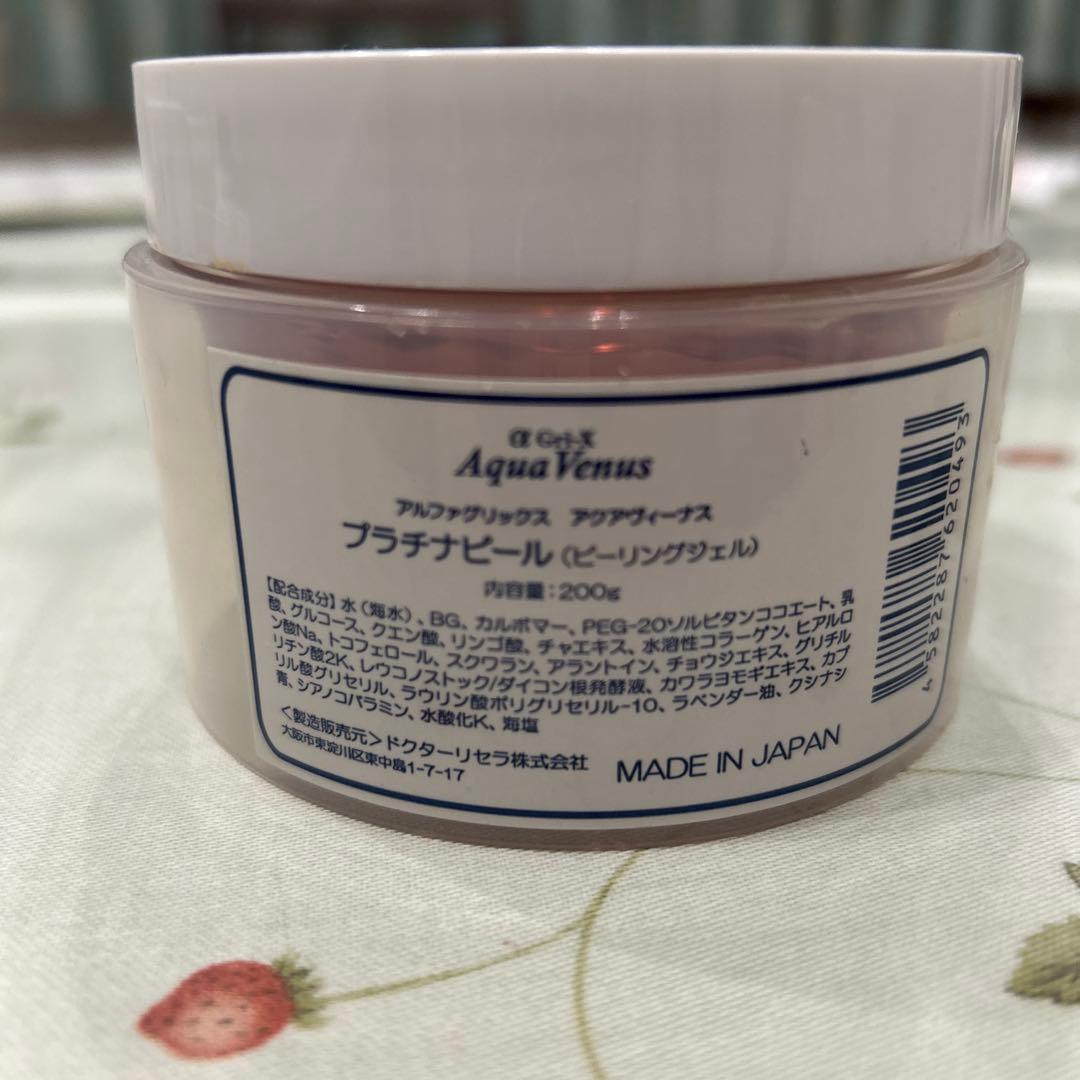 α Gri-X
Aqua Venus
アルファグリックス アクアヴィーナス
プラチナピール(ピーリングジェル)
内容量:200g
【配合成分】水(海水)、BG、カルボマー、PEG-20ソルビタンココエート、乳
酸、グルコース、クエン酸、リンゴ酸、チャエキス、水溶性コラーゲン、ヒアルロ
ン酸Na、トコフェロール、スクワラン、アラントイン、チョウジエキス、グリチル
リチン酸2K、レウコノストック/ダイコン根発酵液、カワラヨモギエキス、カプ
リル酸グリセリル、ラウリン酸ポリグリセリル-10、ラベンダー油、クシナシ
青、シアノコバラミン、水酸化K、海塩
<製造販売元>ドクターリセラ株式会社
大阪市東淀川区東中島1-7-17
MADE IN JAPAN
4 582287 620493